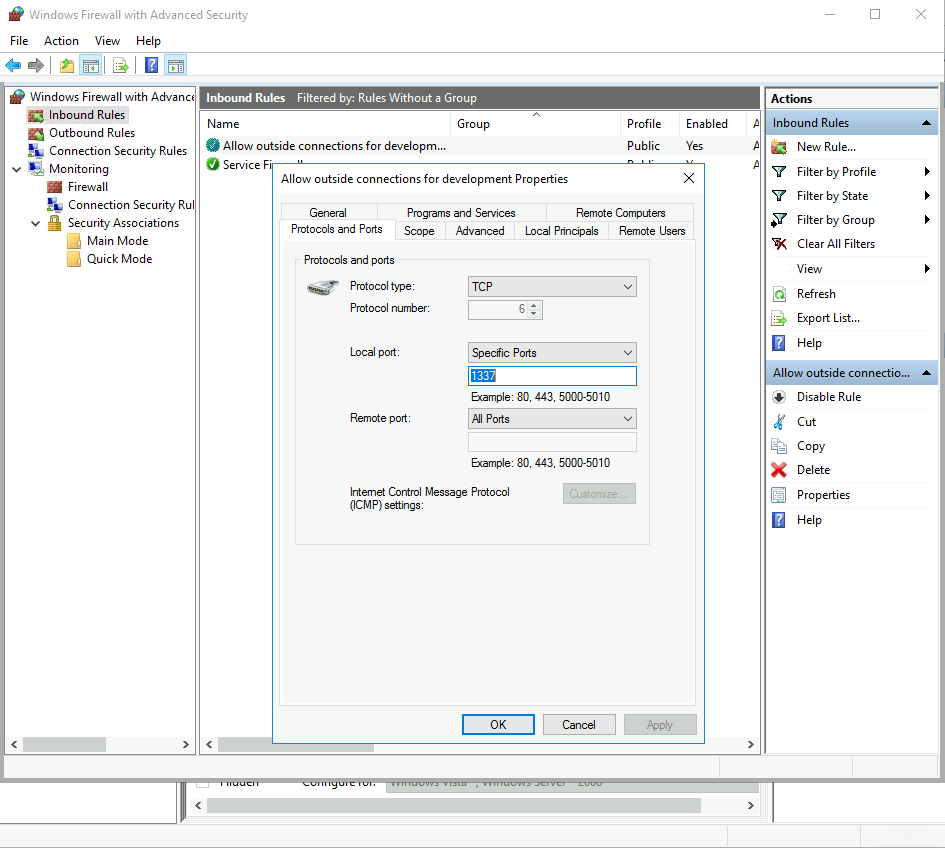 Windows Firewall with Advanced Security
File Action View Help
Windows Firewall with Advance
Inbound Rules
Outbound Rules
Connection Security Rules
Monitoring
Firewall
Connection Security Rul
Security Associations
Main Mode
Quick Mode
Inbound Rules Filtered by: Rules Without a Group
Name Group Profile Enabled A
Allow outside connections for developm... Public Yes A
Service
Allow outside connections for development Properties
General Programs and Services Remote Computers
Protocols and Ports Scope Advanced Local Principals Remote Users
Protocols and ports
Protocol type: TCP
Protocol number: 6
Local port: Specific Ports
1337
Example: 80, 443, 5000-5010
Remote port: All Ports
Example: 80, 443, 5000-5010
Internet Control Message Protocol
(ICMP) settings:
Customize...
OK Cancel Apply
Actions
Inbound Rules
New Rule...
Filter by Profile
Filter by State
Filter by Group
Clear All Filters
View
Refresh
Export List...
Help
Allow outside connectio...
Disable Rule
Cut
Copy
Delete
Properties
Help
Hidden Configure for: Windows Vista™, Windows Server™ 2008